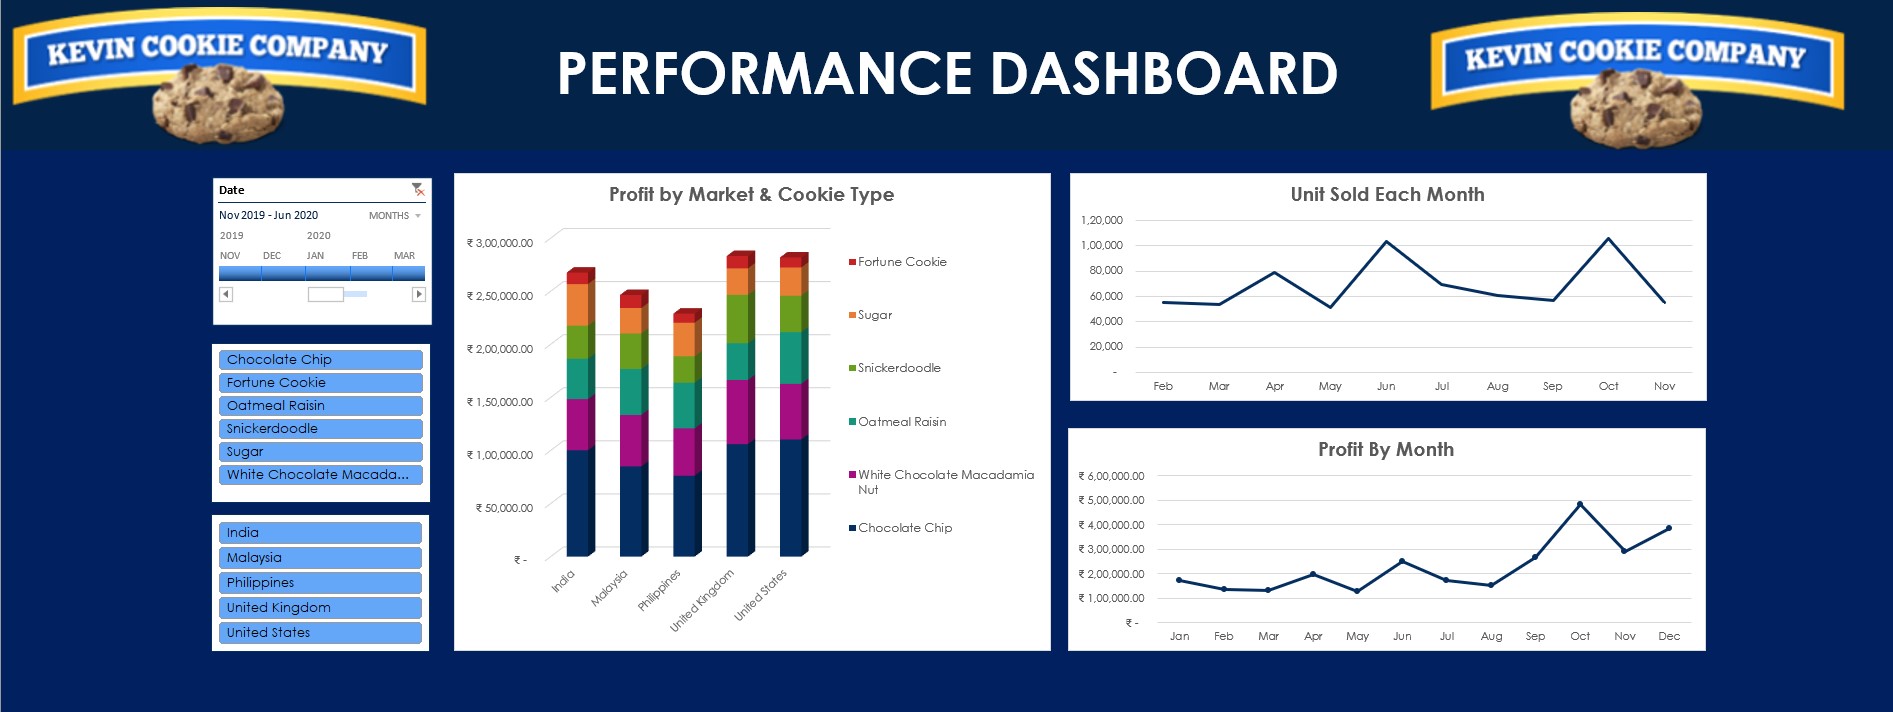 KEVIN COOKIE COMPANY
PERFORMANCE DASHBOARD
KEVIN COOKIE COMPANY
Date
Nov 2019 - Jun 2020
MONTHS
2019 2020
NOV DEC JAN FEB MAR
Chocolate Chip
Fortune Cookie
Oatmeal Raisin
Snickerdoodle
Sugar
White Chocolate Macada...
India
Malaysia
Philippines
United Kingdom
United States
Profit by Market & Cookie Type
₹ 3,00,000.00
₹ 2,50,000.00
₹ 2,00,000.00
₹ 1,50,000.00
₹ 1,00,000.00
₹ 50,000.00
₹ -
India
Malaysia
Philippines
United Kingdom
United States
Fortune Cookie
Sugar
Snickerdoodle
Oatmeal Raisin
White Chocolate Macadamia
Nut
Chocolate Chip
Unit Sold Each Month
1,20,000
1,00,000
80,000
60,000
40,000
20,000
-
Feb Mar Apr May Jun Jul Aug Sep Oct Nov
Profit By Month
₹ 6,00,000.00
₹ 5,00,000.00
₹ 4,00,000.00
₹ 3,00,000.00
₹ 2,00,000.00
₹ 1,00,000.00
₹ -
Jan Feb Mar Apr May Jun Jul Aug Sep Oct Nov Dec